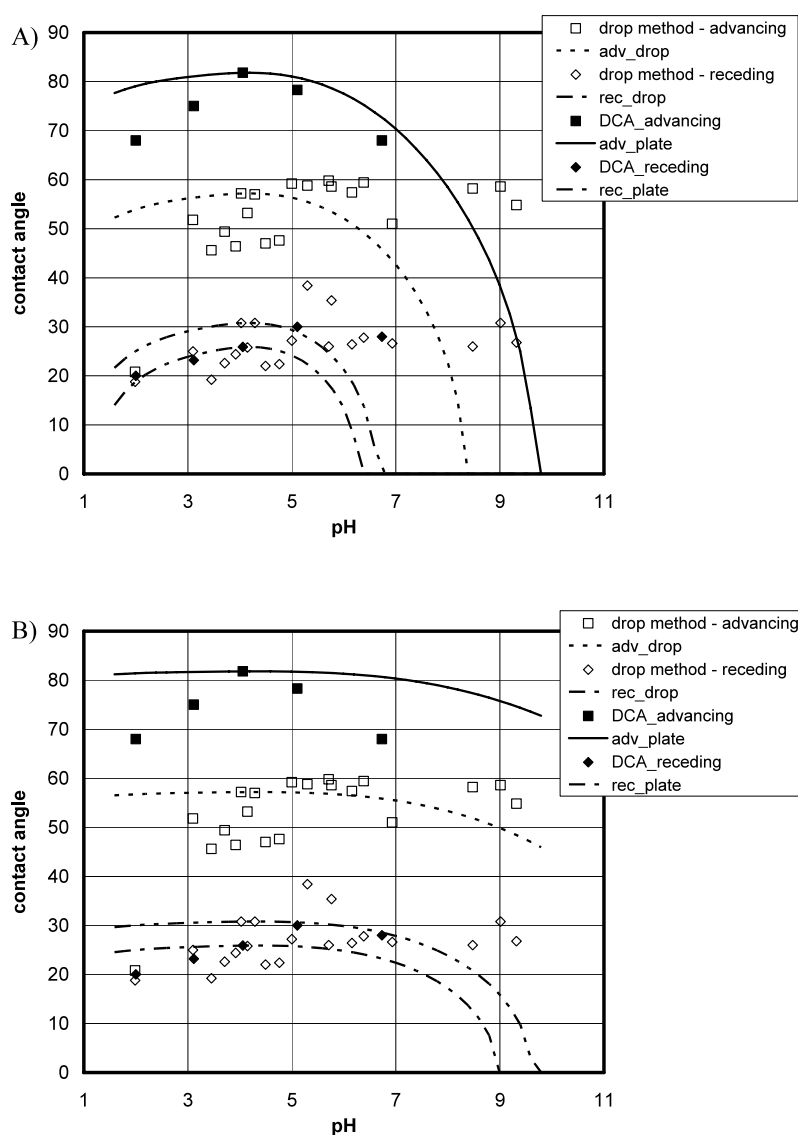 A)
90
80
70
60
50
40
30
20
10
0
contact angle
1 3 5 7 9 11
pH
drop method - advancing
adv_drop
drop method - receding
rec_drop
DCA_advancing
adv_plate
DCA_receding
rec_plate
B)
90
80
70
60
50
40
30
20
10
0
contact angle
1 3 5 7 9 11
pH
drop method - advancing
adv_drop
drop method - receding
rec_drop
DCA_advancing
adv_plate
DCA_receding
rec_plate